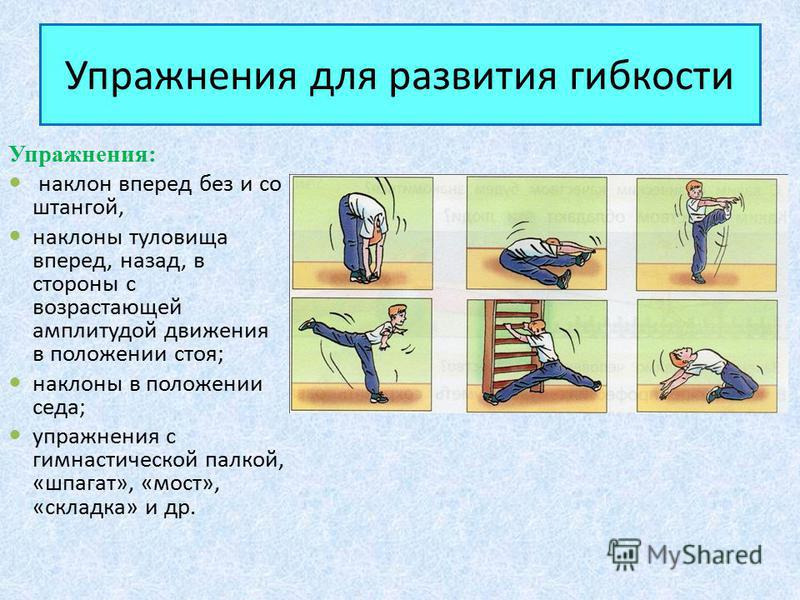 Упражнения для развития гибкости
Упражнения:
наклон вперед без и со
штангой,
наклоны туловища
вперед, назад, в
стороны с
возрастающей
амплитудой движения
в положении стоя;
наклоны в положении
седа;
упражнения с
гимнастической палкой,
«шпагат», «мост»,
«складка» и др.
MyShared